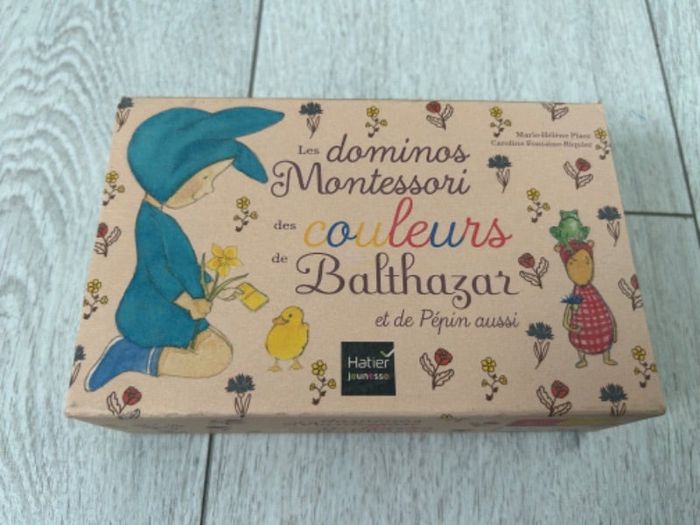 Marie-Hélène Place
Caroline Fontaine-Riquier
Les dominos
Montessori
des couleurs
de Balthazar
et de Pépin aussi
Hatier
jeunesse